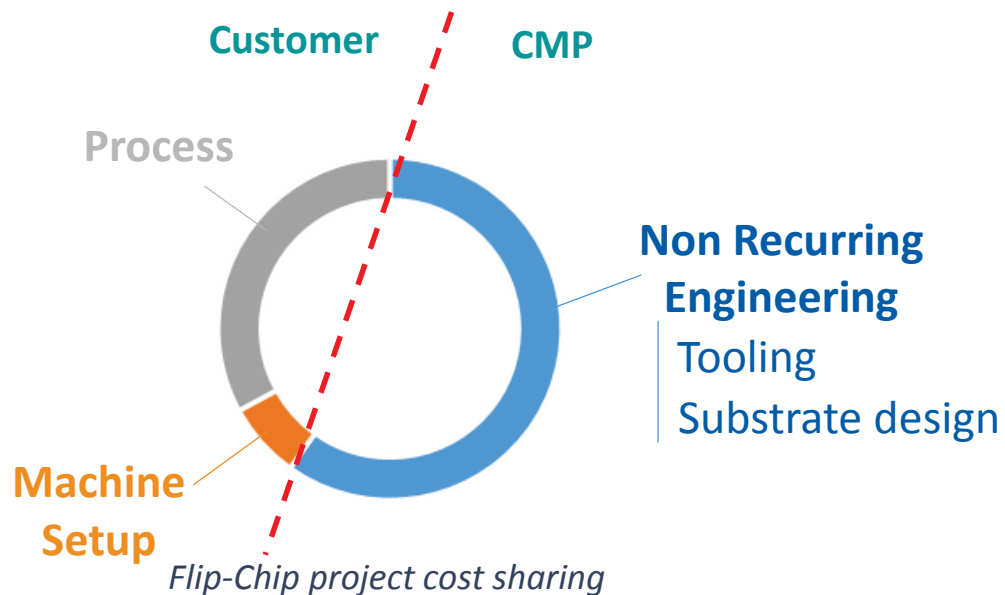 Customer
CMP
Process
Non Recurring
Engineering
Tooling
Substrate design
Machine
Setup
Flip-Chip project cost sharing